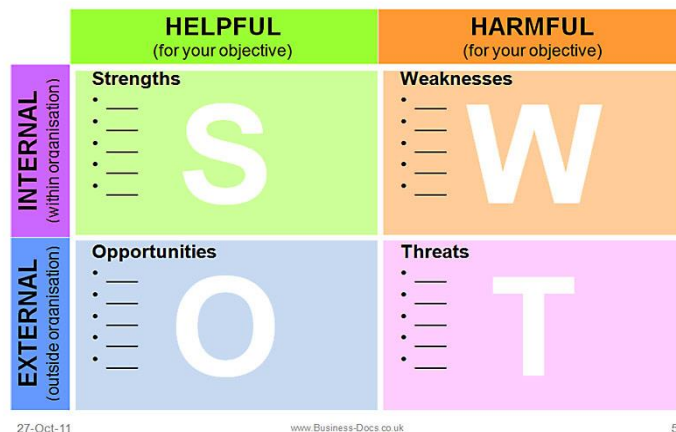 HELPFUL
(for your objective)
HARMFUL
(for your objective)
INTERNAL
(within organisation)
Strengths
S
Weaknesses
W
EXTERNAL
(outside organisation)
Opportunities
O
Threats
T
27-Oct-11
www.Business-Docs.co.uk
5